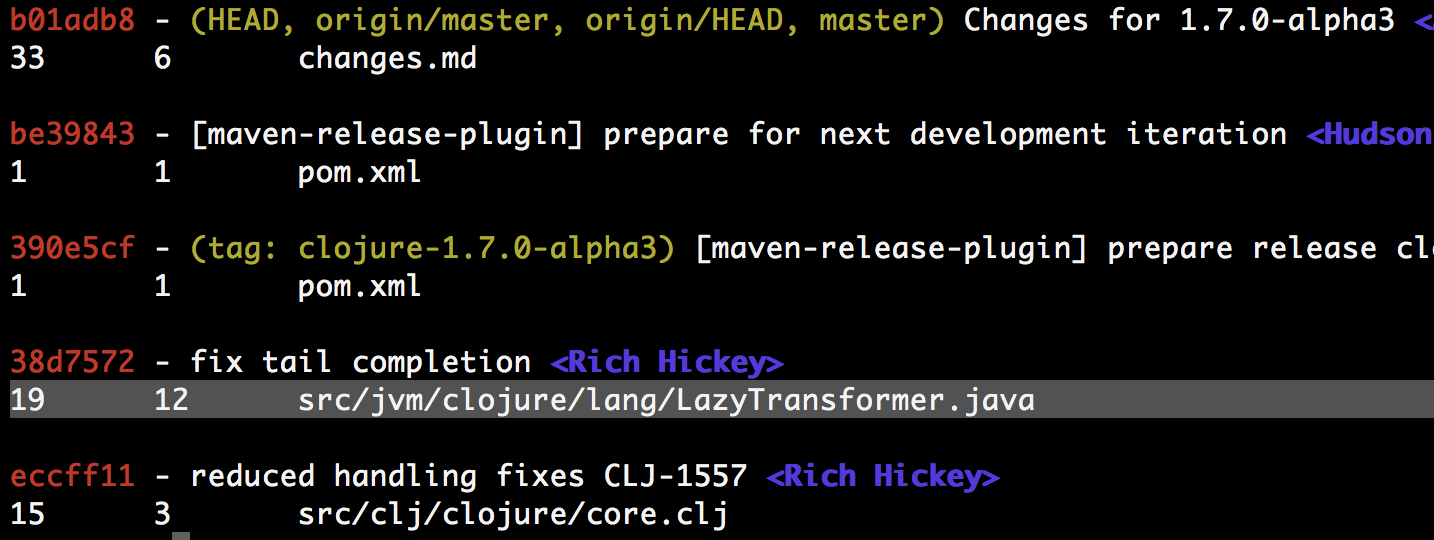 b01adb8 - (HEAD, origin/master, origin/HEAD, master) Changes for 1.7.0-alpha3 <
33 6 changes.md
be39843 - [maven-release-plugin] prepare for next development iteration <Hudson
1 1 pom.xml
390e5cf - (tag: clojure-1.7.0-alpha3) [maven-release-plugin] prepare release clo
1 1 pom.xml
38d7572 - fix tail completion <Rich Hickey>
19 12 src/jvm/clojure/lang/LazyTransformer.java
eccff11 - reduced handling fixes CLJ-1557 <Rich Hickey>
15 3 src/clj/clojure/core.clj